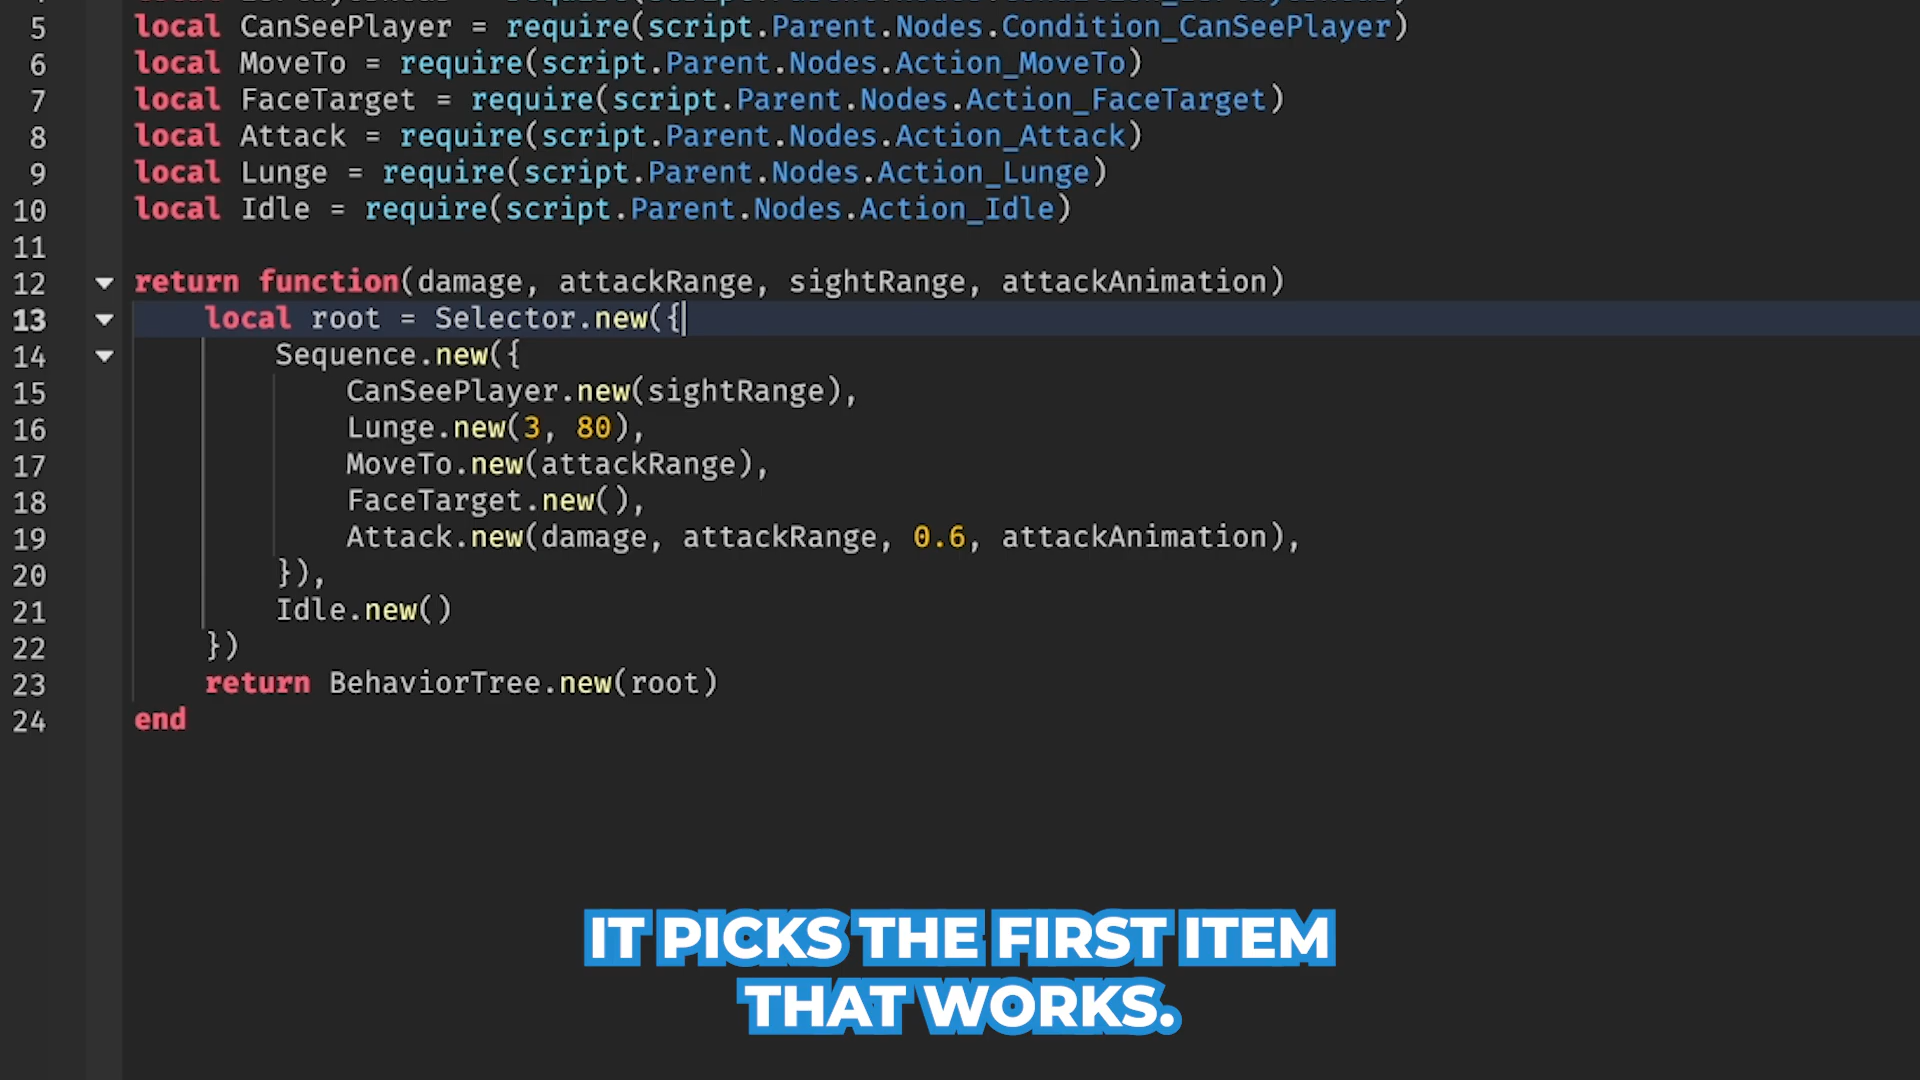 5 local CanSeePlayer = require(script.Parent.Nodes.Condition_CanSeePlayer)
6 local MoveTo = require(script.Parent.Nodes.Action_MoveTo)
7 local FaceTarget = require(script.Parent.Nodes.Action_FaceTarget)
8 local Attack = require(script.Parent.Nodes.Action_Attack)
9 local Lunge = require(script.Parent.Nodes.Action_Lunge)
10 local Idle = require(script.Parent.Nodes.Action_Idle)
11
12 return function(damage, attackRange, sightRange, attackAnimation)
13 local root = Selector.new({
14 Sequence.new({
15 CanSeePlayer.new(sightRange),
16 Lunge.new(3, 80),
17 MoveTo.new(attackRange),
18 FaceTarget.new(),
19 Attack.new(damage, attackRange, 0.6, attackAnimation),
20 }),
21 Idle.new()
22 })
23 return BehaviorTree.new(root)
24 end
IT PICKS THE FIRST ITEM
THAT WORKS.